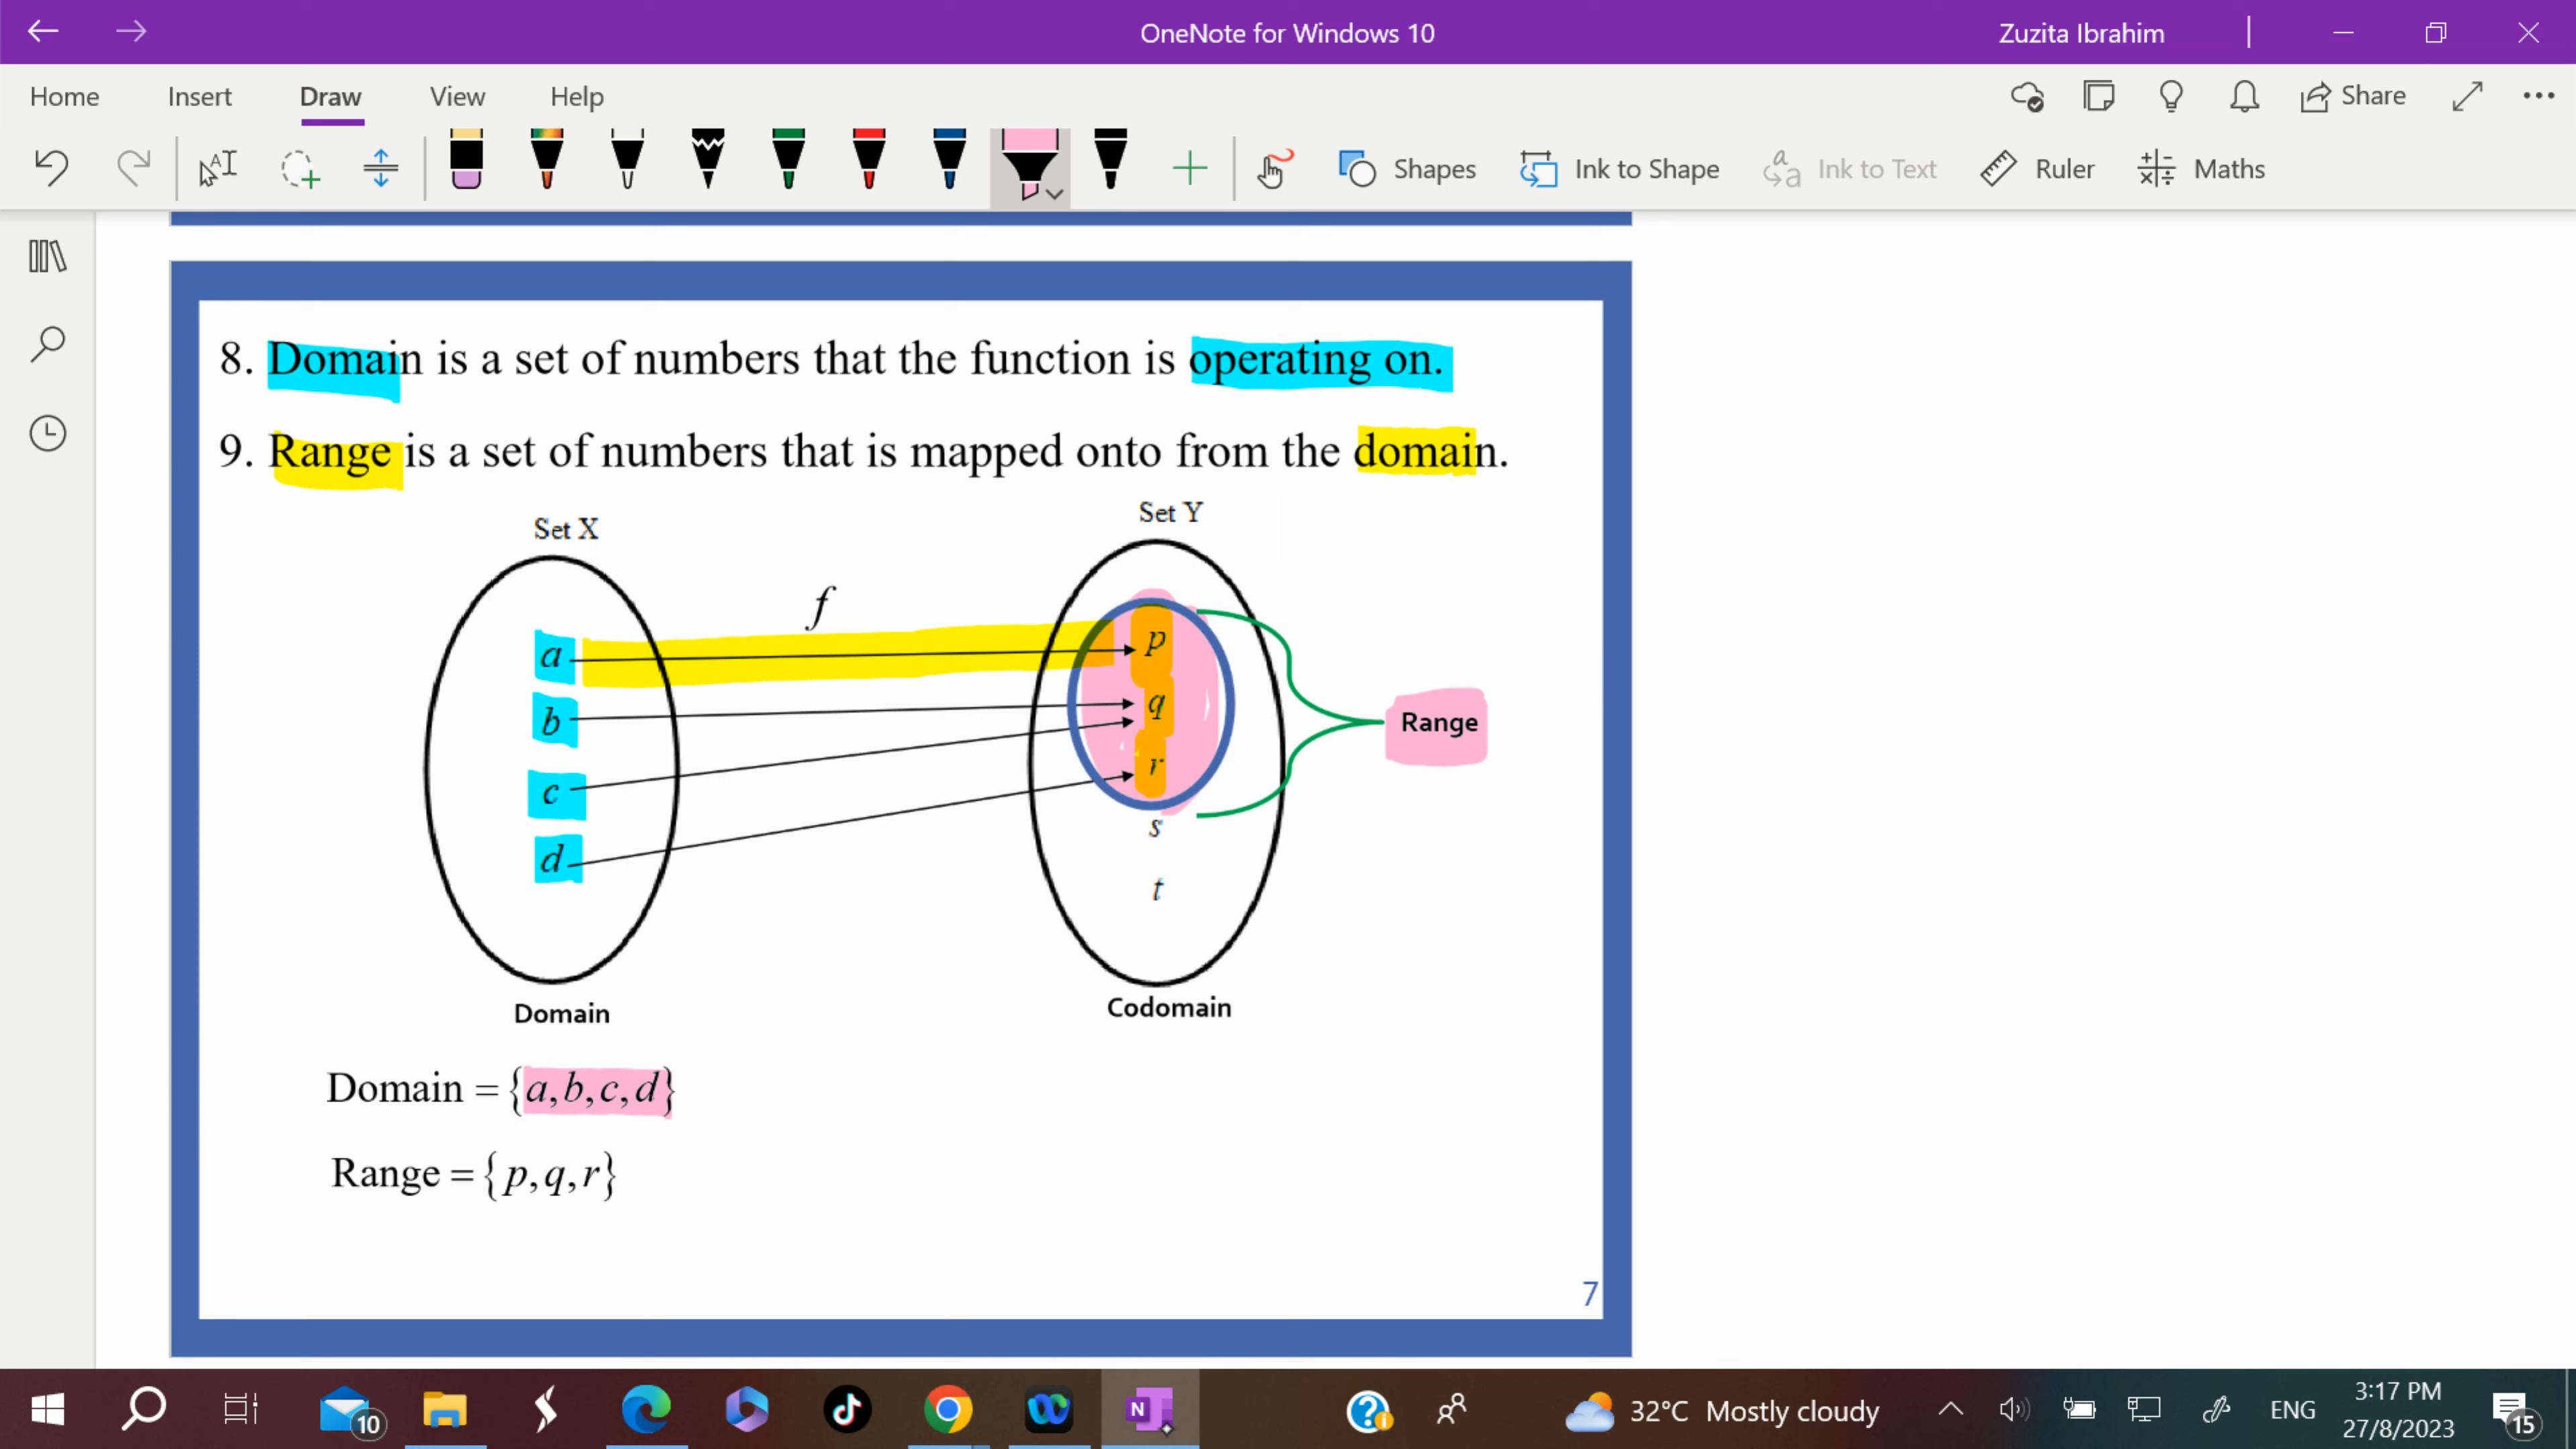 OneNote for Windows 10
Zuzita Ibrahim
Home Insert Draw View Help
Share
Shapes Ink to Shape Ink to Text Ruler Maths
8. Domain is a set of numbers that the function is operating on.
9. Range is a set of numbers that is mapped onto from the domain.
Set X
Set Y
f
a
b
c
d
p
q
r
s
t
Range
Domain
Codomain
Domain = {a, b, c, d}
Range = {p, q, r}
7
10
N
32°C Mostly cloudy
ENG
3:17 PM
27/8/2023
15